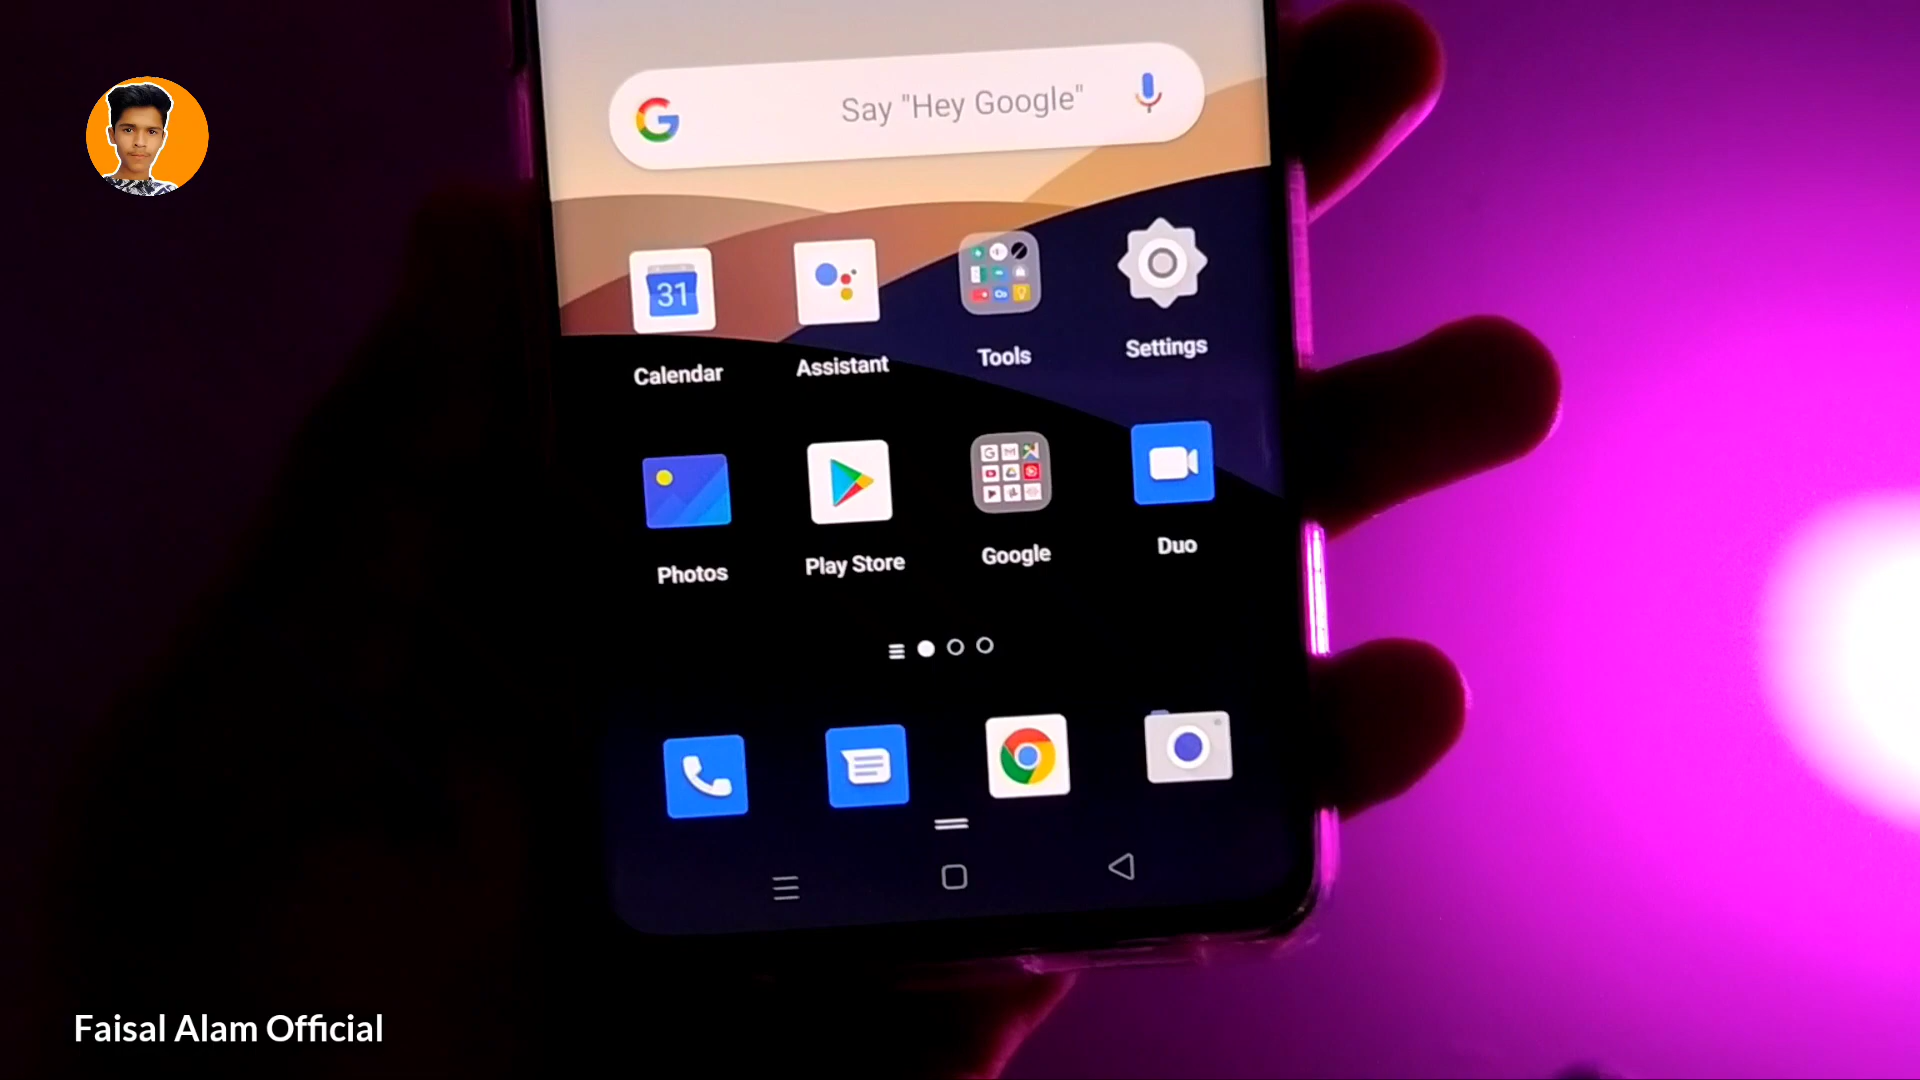 Say "Hey Google"
31
Calendar
Assistant
Tools
Settings
Photos
Play Store
Google
Duo
Faisal Alam Official